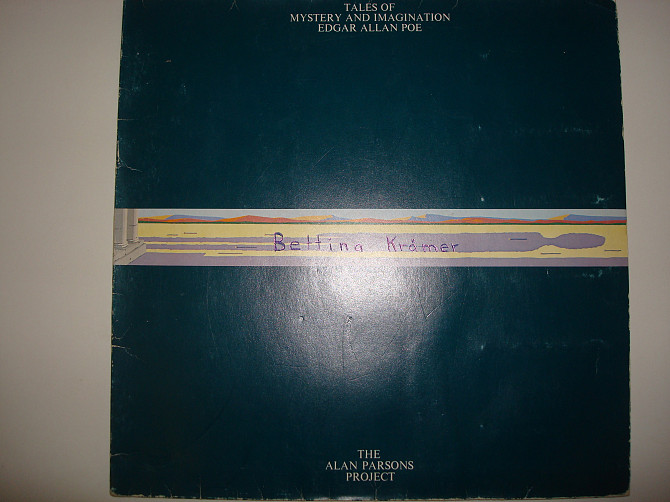 TALES OF
MYSTERY AND IMAGINATION
EDGAR ALLAN POE
Bettina Krämer
THE
ALAN PARSONS
PROJECT